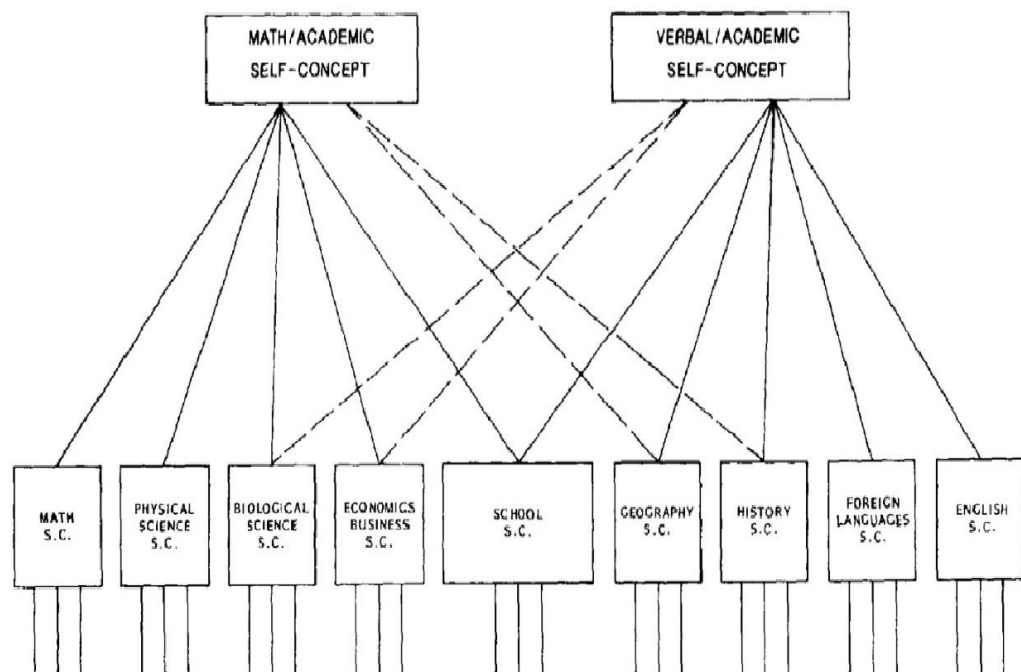 MATH/ACADEMIC
SELF-CONCEPT
VERBAL/ACADEMIC
SELF-CONCEPT
MATH
S.C.
PHYSICAL
SCIENCE
S.C.
BIOLOGICAL
SCIENCE
S.C.
ECONOMICS
BUSINESS
S.C.
SCHOOL
S.C.
GEOGRAPHY
S.C.
HISTORY
S.C.
FOREIGN
LANGUAGES
S.C.
ENGLISH
S.C.